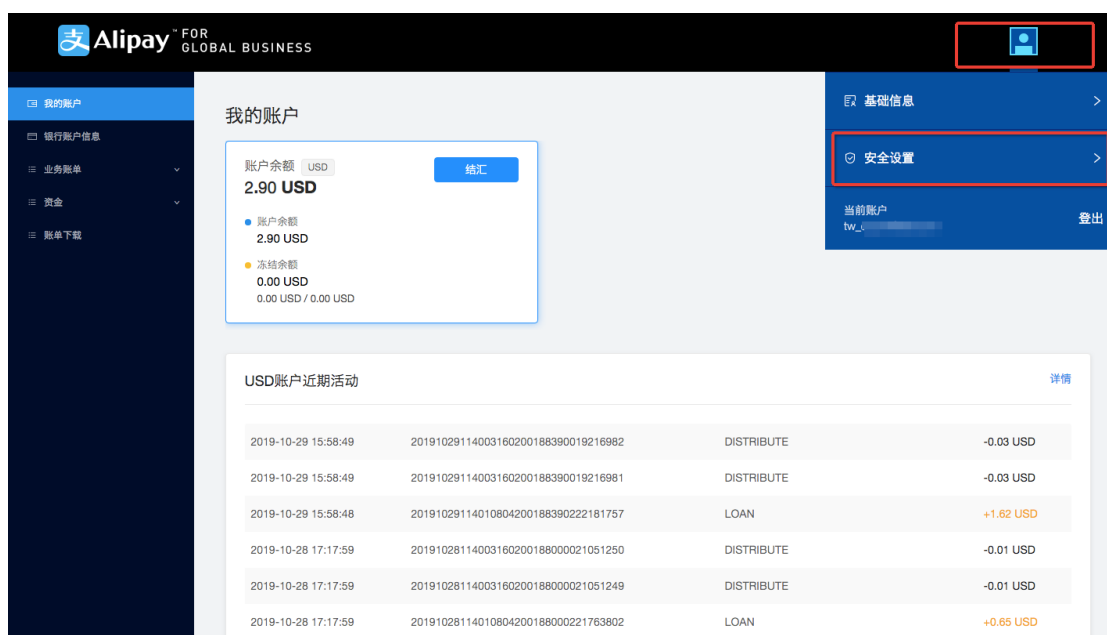 支 Alipay™ FOR
GLOBAL BUSINESS
我的账户
银行账户信息
业务账单
资金
账单下载
我的账户
账户余额 USD
结汇
2.90 USD
账户余额
2.90 USD
冻结余额
0.00 USD
0.00 USD / 0.00 USD
基础信息
安全设置
当前账户
tw_
登出
USD账户近期活动 详情
2019-10-29 15:58:49 2019102911400316020018839001921​6982 DISTRIBUTE -0.03 USD
2019-10-29 15:58:49 20191029114003160200188390019216981 DISTRIBUTE -0.03 USD
2019-10-29 15:58:48 20191029114010804200188390222181757 LOAN +1.62 USD
2019-10-28 17:17:59 20191028114003160200188000021051250 DISTRIBUTE -0.01 USD
2019-10-28 17:17:59 20191028114003160200188000021051249 DISTRIBUTE -0.01 USD
2019-10-28 17:17:59 20191028114010804200188000221763802 LOAN +0.65 USD